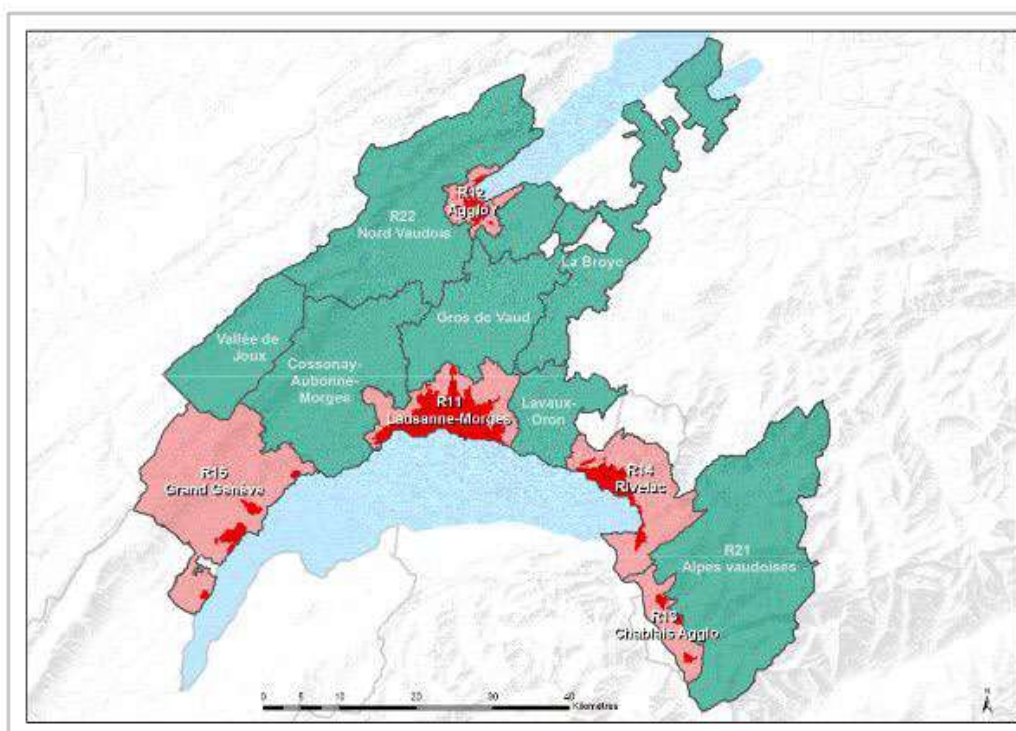 R12
AggloY
R22
Nord Vaudois
La Broye
Gros de Vaud
Vallée de
Joux
Cossonay-
Aubonne-
Morges
R11
Lausanne-Morges
Lavaux-
Oron
R15
Grand Genève
R14
Rivelac
R21
Alpes vaudoises
R13
Chablais Agglo
0 5 10 20 30 40
Kilomètres
N